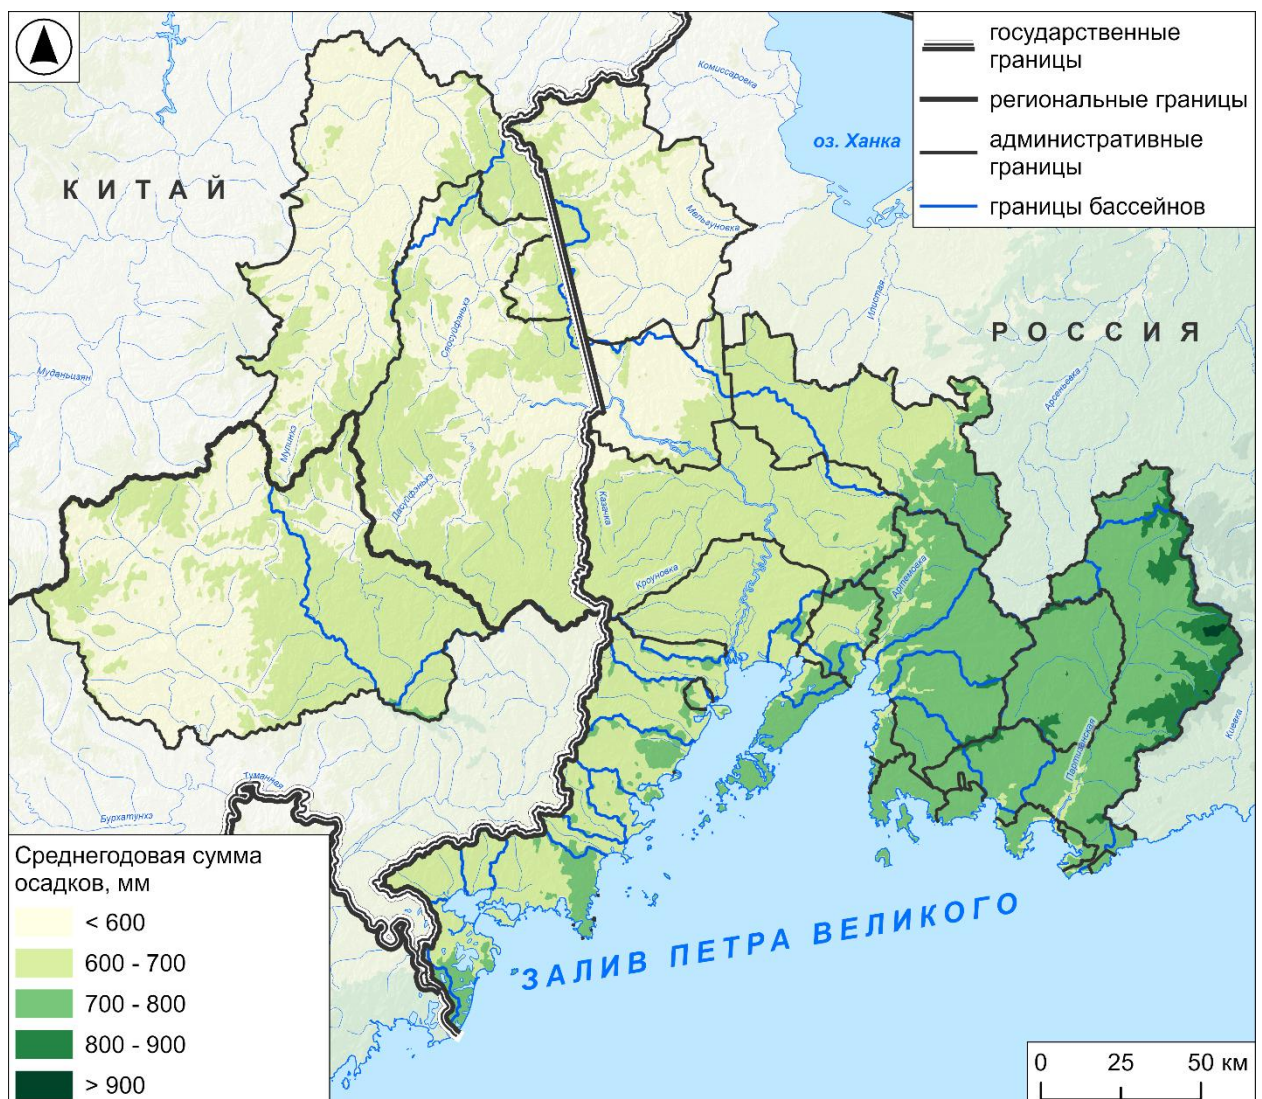 государственные
границы
региональные границы
административные
границы
границы бассейнов
Комиссаровка
оз. Ханка
КИТАЙ
Мельгуновка
Илистая
РОССИЯ
Сяосуйфэньхэ
Муданьцзян
Арсеньевка
Мулинхэ
Дасуйфэньхэ
Казачка
Кроуновка
Артемовка
Киевка
Партизанская
Туманная
Бурхатунхэ
ЗАЛИВ ПЕТРА ВЕЛИКОГО
Среднегодовая сумма
осадков, мм
< 600
600 - 700
700 - 800
800 - 900
> 900
0 25 50 км